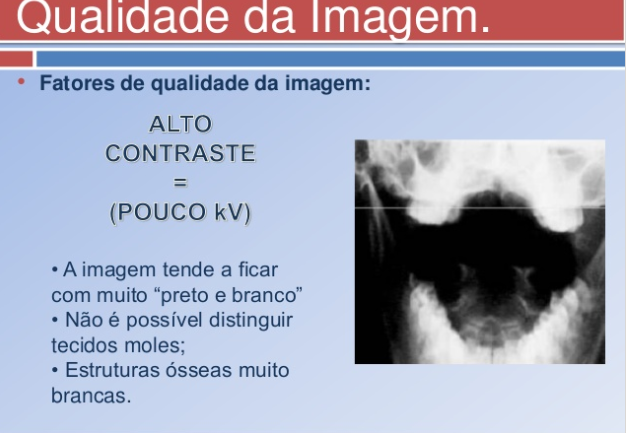 Qualidade da Imagem.
• Fatores de qualidade da imagem:
ALTO
CONTRASTE
=
(POUCO kV)
• A imagem tende a ficar
com muito “preto e branco”
• Não é possível distinguir
tecidos moles;
• Estruturas ósseas muito
brancas.